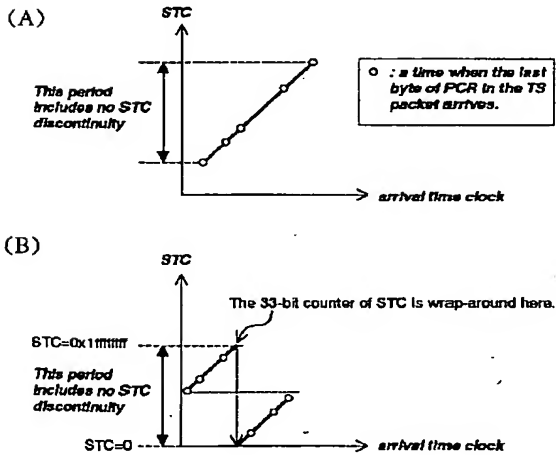 (A)
STC
This period
includes no STC
discontinuity
: a time when the last
byte of PCR in the TS
packet arrives.
arrival time clock
(B)
STC
The 33-bit counter of STC is wrap-around here.
STC=0x1ffffffff
This period
includes no STC
discontinuity
STC=0
arrival time clock